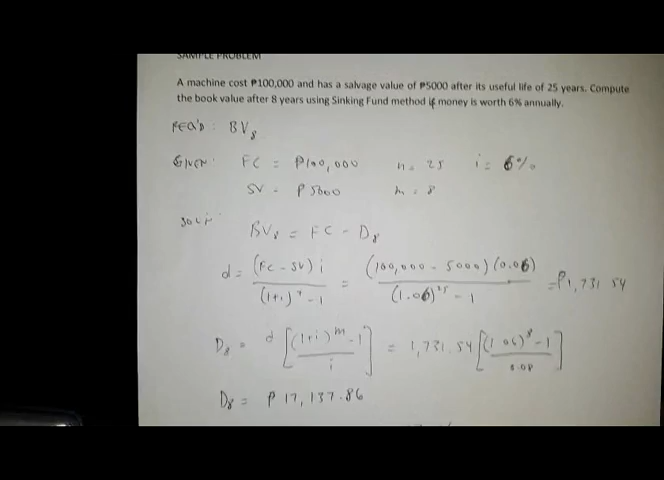 SAMPLE PROBLEM
A machine cost ₱100,000 and has a salvage value of ₱5000 after its useful life of 25 years. Compute
the book value after 8 years using Sinking Fund method if money is worth 6% annually.
REQ'D : BV₈
GIVEN: FC = ₱100,000 n = 25 i = 6%
SV = ₱5000 m = 8
SOL'N
BV₈ = FC - D₈
d = (FC - SV) i / (1+i)ⁿ - 1 = (100,000 - 5000)(0.06) / (1.06)²⁵ - 1 = ₱1,731.54
D₈ = d [(1+i)ᵐ - 1 / i] = 1,731.54 [(1.06)⁸ - 1 / 0.08]
D₈ = ₱17,137.86